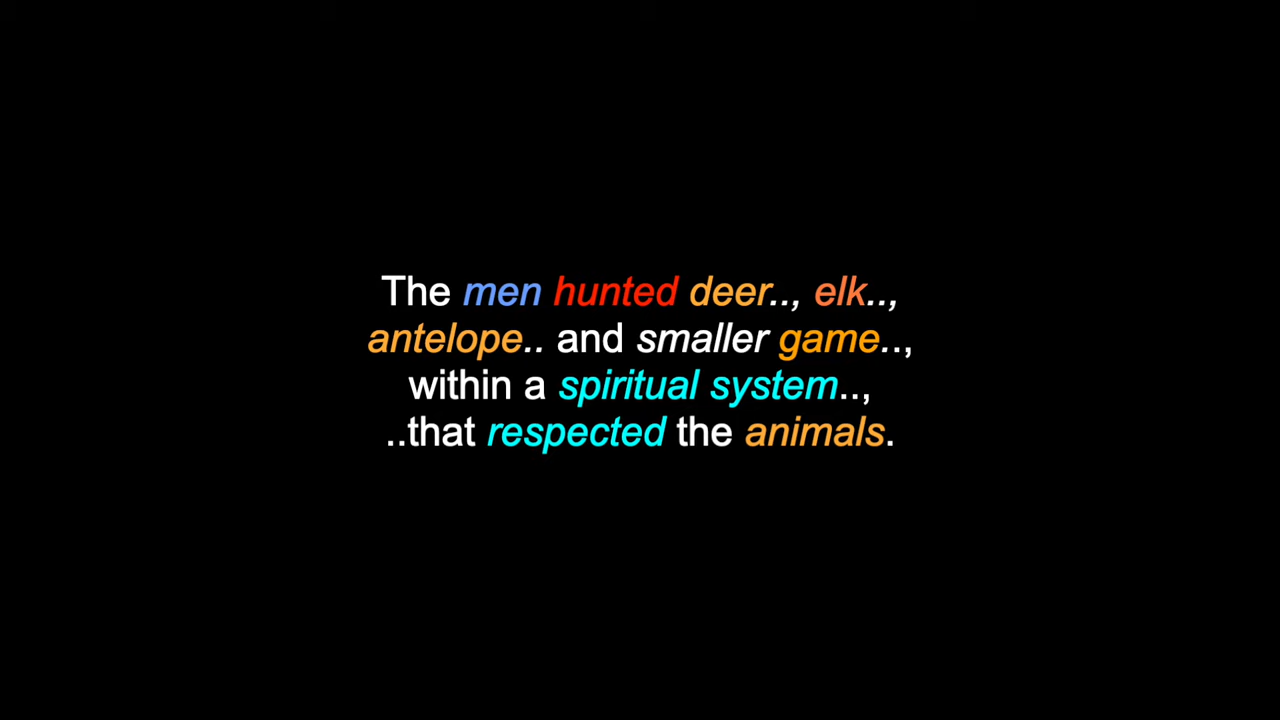 The men hunted deer.., elk..,
antelope.. and smaller game..,
within a spiritual system..,
..that respected the animals.